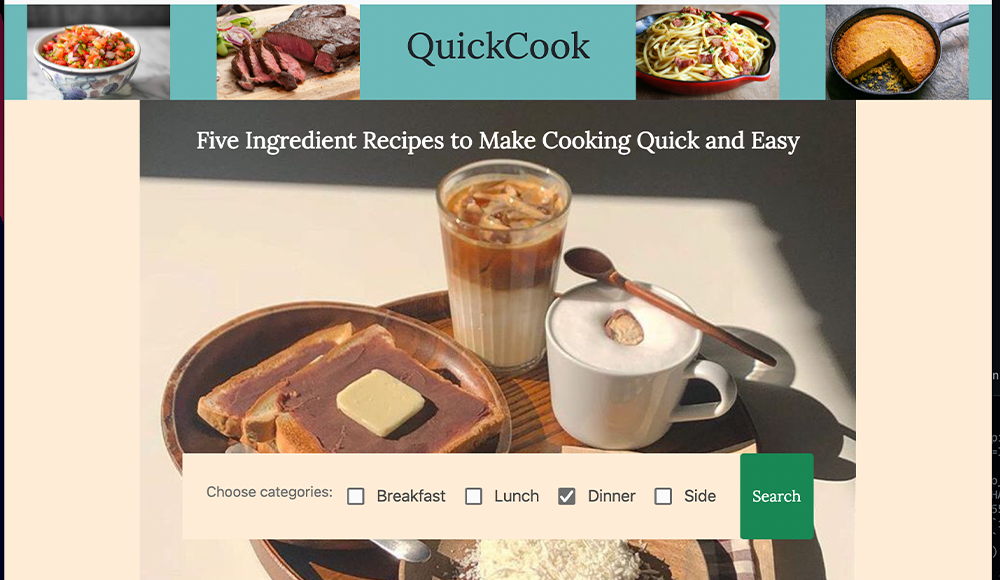 QuickCook
Five Ingredient Recipes to Make Cooking Quick and Easy
Choose categories: Breakfast Lunch Dinner Side Search